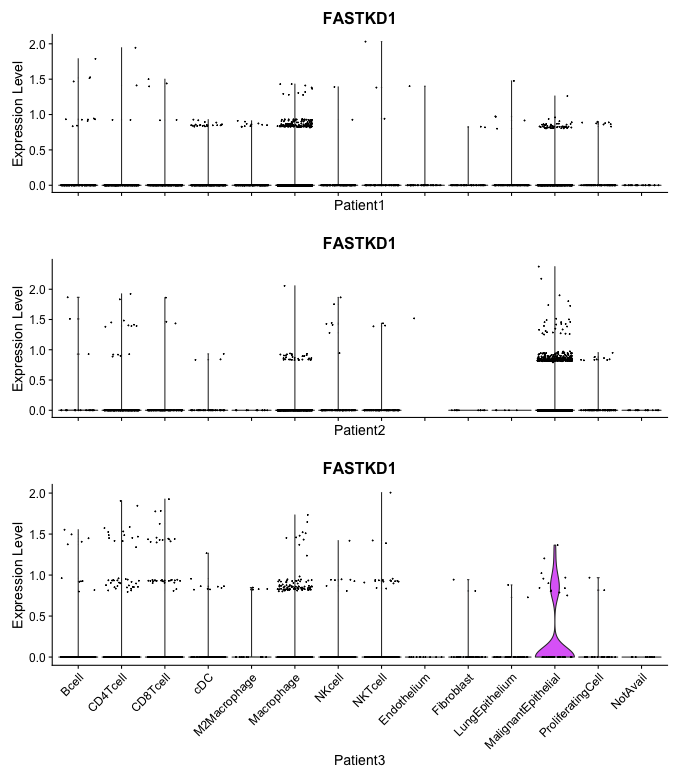 FASTKD1
Expression Level
2.0
1.5
1.0
0.5
0.0
Patient1
FASTKD1
Expression Level
2.0
1.5
1.0
0.5
0.0
Patient2
FASTKD1
Expression Level
2.0
1.5
1.0
0.5
0.0
Bcell
CD4Tcell
CD8Tcell
cDC
M2Macrophage
Macrophage
NKcell
NKTcell
Endothelium
Fibroblast
LungEpithelium
MalignantEpithelial
ProliferatingCell
NotAvail
Patient3